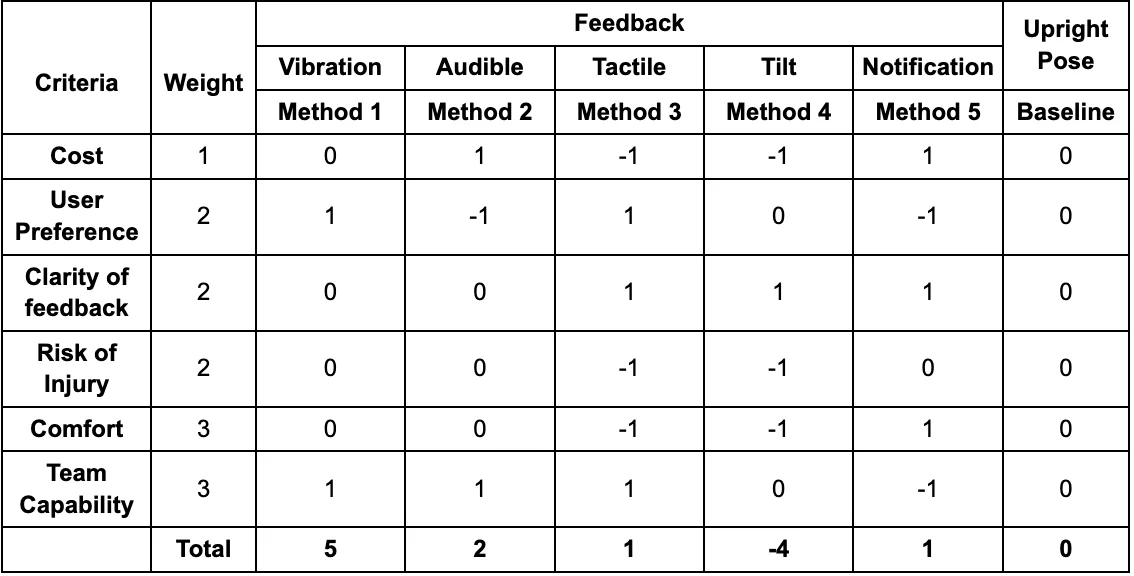 Criteria Weight Feedback Upright
Pose
Vibration Audible Tactile Tilt Notification
Method 1 Method 2 Method 3 Method 4 Method 5 Baseline
Cost 1 0 1 -1 -1 1 0
User
Preference 2 1 -1 1 0 -1 0
Clarity of
feedback 2 0 0 1 1 1 0
Risk of
Injury 2 0 0 -1 -1 0 0
Comfort 3 0 0 -1 -1 1 0
Team
Capability 3 1 1 1 0 -1 0
Total 5 2 1 -4 1 0